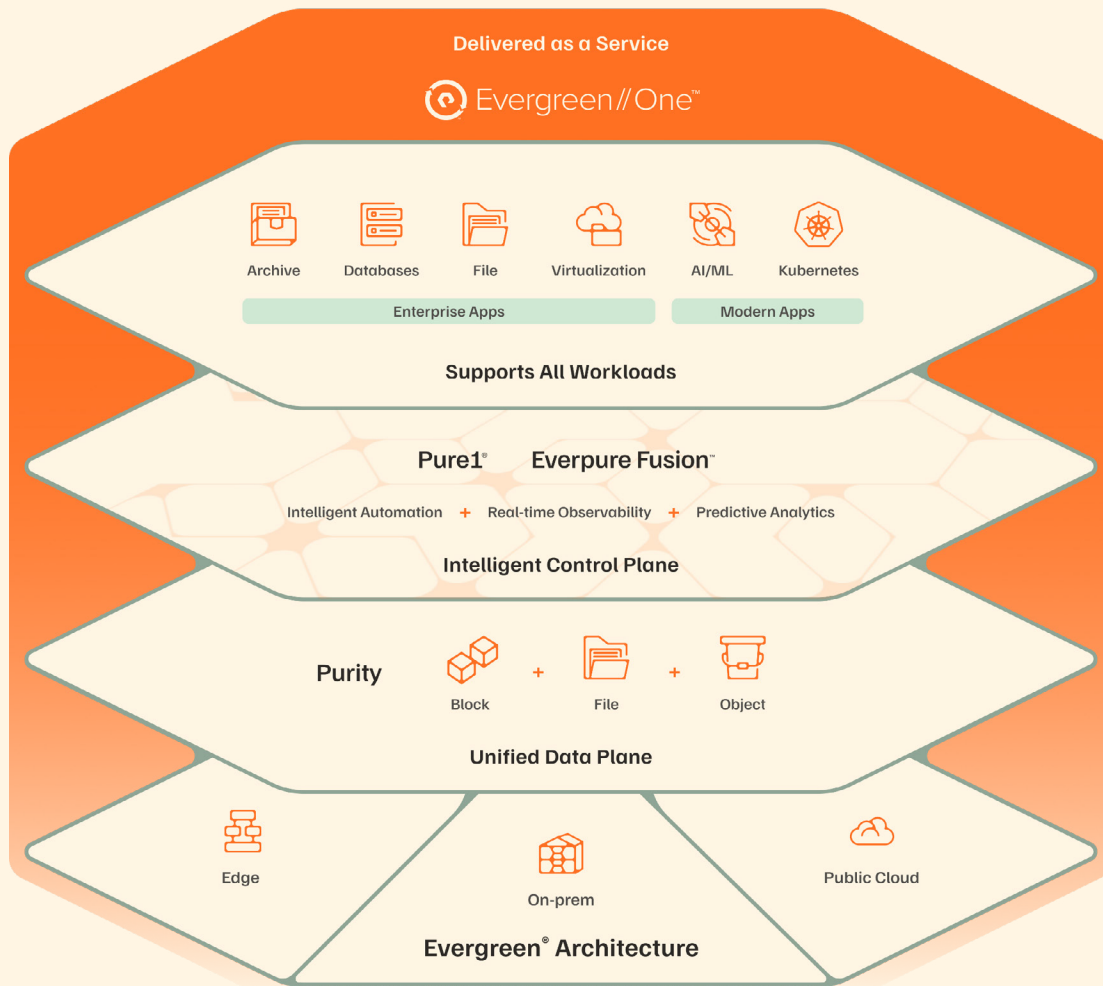 Delivered as a Service
Evergreen//One™
Archive Databases File Virtualization AI/ML Kubernetes
Enterprise Apps Modern Apps
Supports All Workloads
Pure1® Everpure Fusion™
Intelligent Automation + Real-time Observability + Predictive Analytics
Intelligent Control Plane
Purity + +
Block File Object
Unified Data Plane
Edge
Public Cloud
On-prem
Evergreen® Architecture